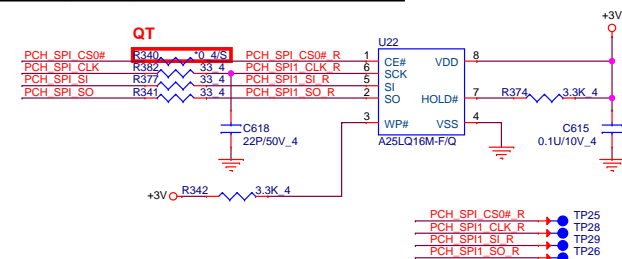 +3V
QT
U22
PCH_SPI_CS0# R340 *0_4/S PCH_SPI_CS0#_R 1 CE# VDD 8
PCH_SPI_CLK R382 33_4 PCH_SPI1_CLK_R 6 SCK
PCH_SPI_SI R377 33_4 PCH_SPI1_SI_R 5 SI
PCH_SPI_SO R341 33_4 PCH_SPI1_SO_R 2 SO HOLD# 7 R374 3.3K_4
3 WP# VSS 4
C618
22P/50V_4
A25LQ16M-F/Q
C615
0.1U/10V_4
+3V R342 3.3K_4
PCH_SPI_CS0#_R TP25
PCH_SPI1_CLK_R TP28
PCH_SPI1_SI_R TP29
PCH_SPI1_SO_R TP26